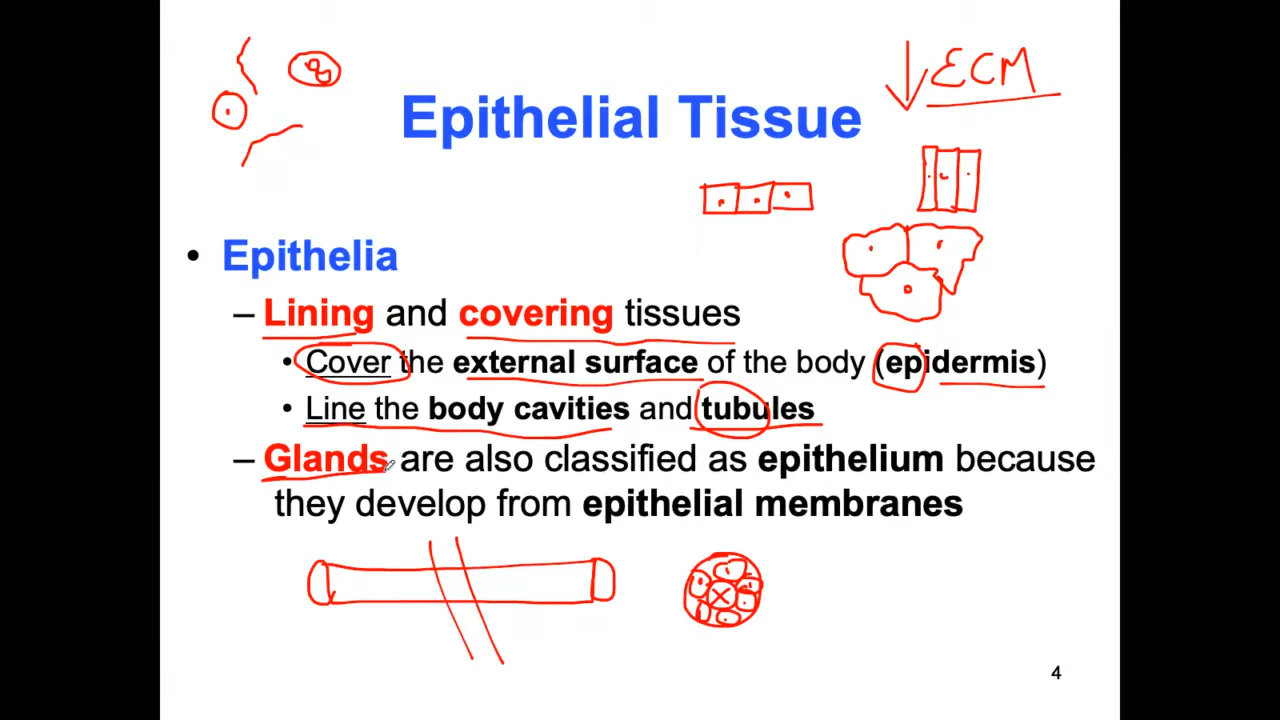 ECM
Epithelial Tissue
• Epithelia
– Lining and covering tissues
• Cover the external surface of the body (epidermis)
• Line the body cavities and tubules
– Glands are also classified as epithelium because
they develop from epithelial membranes
4